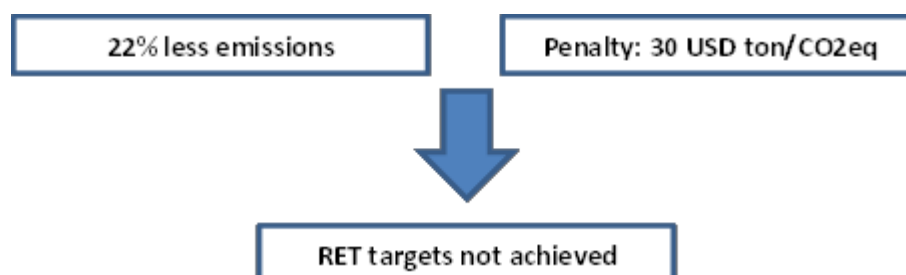 22% less emissions
Penalty: 30 USD ton/CO2eq
RET targets not achieved